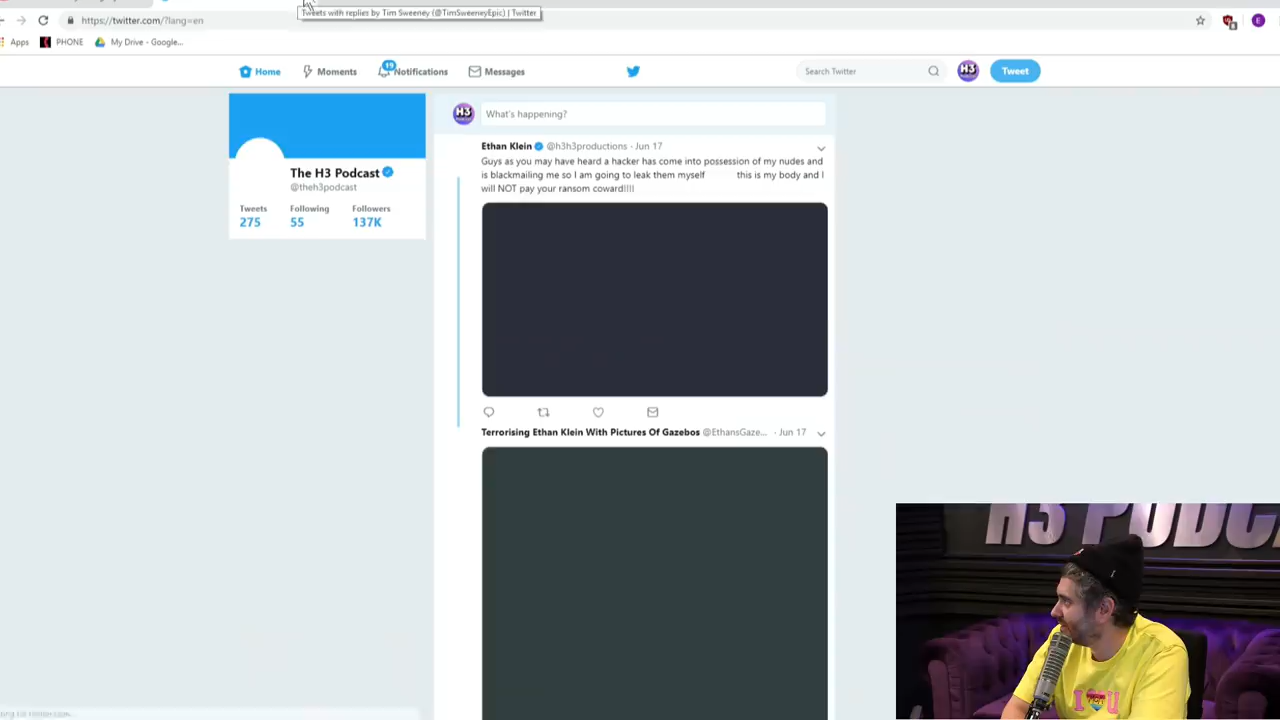 Tweets with replies by Tim Sweeney (@TimSweeneyEpic) | Twitter
https://twitter.com/?lang=en
Apps PHONE My Drive - Google...
Home Moments 19 Notifications Messages Search Twitter H3 Tweet
H3 What's happening?
The H3 Podcast
@theh3podcast
Tweets Following Followers
275 55 137K
Ethan Klein @h3h3productions · Jun 17
Guys as you may have heard a hacker has come into possession of my nudes and
is blackmailing me so I am going to leak them myself this is my body and I
will NOT pay your ransom coward!!!!
Terrorising Ethan Klein With Pictures Of Gazebos @EthansGaze... · Jun 17
H3 PODC
I U